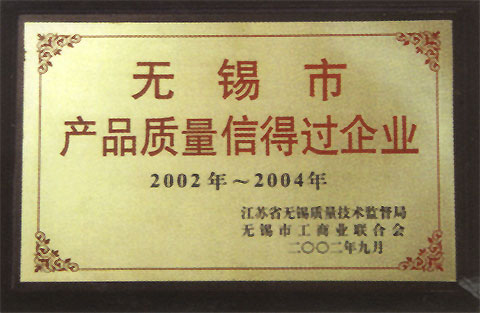 无锡市
产品质量信得过企业
2002年～2004年
江苏省无锡质量技术监督局
无锡市工商业联合会
二〇〇二年九月